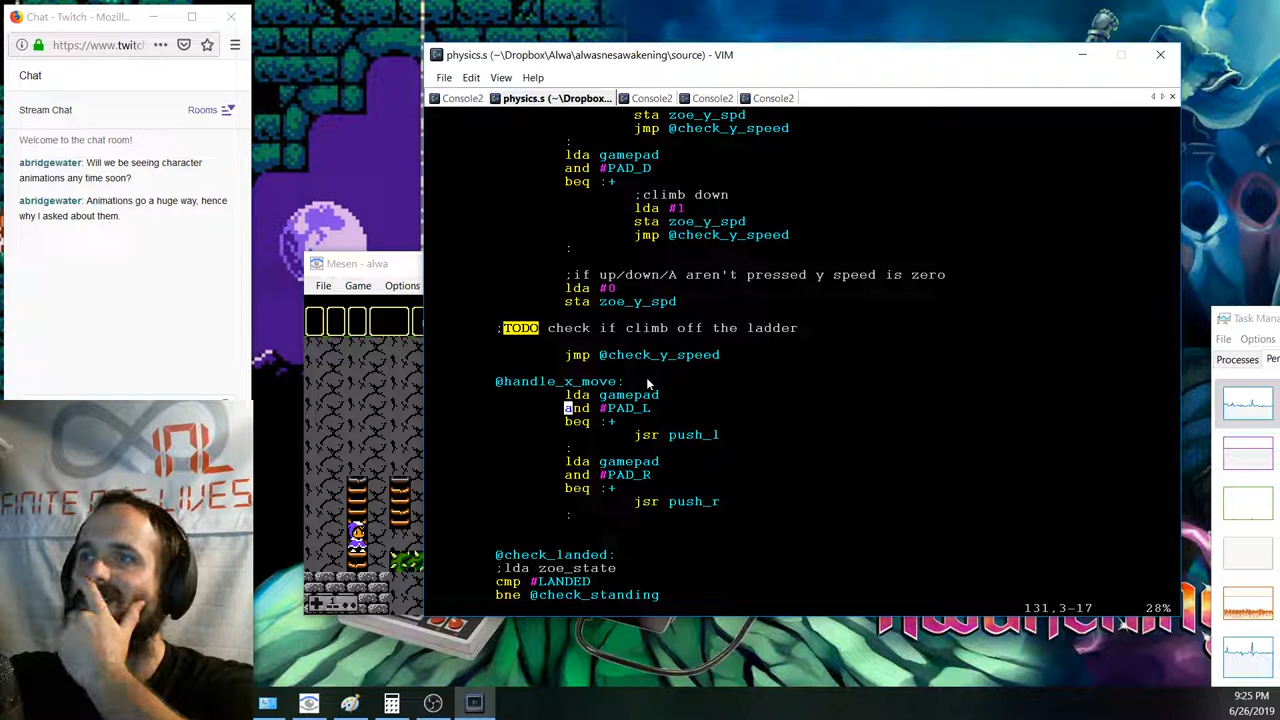 Chat - Twitch - Mozill...
https://www.twitch
Chat
Stream Chat
Rooms
Welcome to the chat room!
abridgewater: Will we be seeing character
animations any time soon?
abridgewater: Animations go a huge way, hence
why I asked about them.
Mesen - alwa
File Game Options
physics.s (~\Dropbox\Alwa\alwasnesawakening\source) - VIM
File Edit View Help
Console2 physics.s (~\Dropbox... Console2 Console2 Console2
sta zoe_y_spd
jmp @check_y_speed
:
lda gamepad
and #PAD_D
beq :+
;climb down
lda #1
sta zoe_y_spd
jmp @check_y_speed
:
;if up/down/A aren't pressed y speed is zero
lda #0
sta zoe_y_spd
;TODO check if climb off the ladder
jmp @check_y_speed
@handle_x_move:
lda gamepad
and #PAD_L
beq :+
jsr push_l
:
lda gamepad
and #PAD_R
beq :+
jsr push_r
:
@check_landed:
;lda zoe_state
cmp #LANDED
bne @check_standing
131,3-17 28%
Task Mana
File Options
Processes Per
LIVES
9:25 PM
6/26/2019